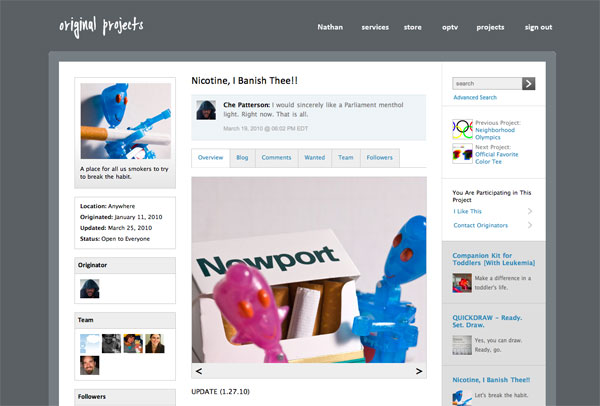 original projects
Nathan services store optv projects sign out
Nicotine, I Banish Thee!!
A place for all us smokers to try
to break the habit.
Che Patterson: I would sincerely like a Parliament menthol
light. Right now. That is all.
March 19, 2010 @ 08:02 PM EDT
Overview Blog Comments Wanted Team Followers
Location: Anywhere
Originated: January 11, 2010
Updated: March 25, 2010
Status: Open to Everyone
Originator
Team
Followers
Newport
< >
UPDATE (1.27.10)
search >
Advanced Search
Previous Project:
Neighborhood
Olympics
Next Project:
Official Favorite
Color Tee
You Are Participating in This
Project
I Like This
Contact Originators
Companion Kit for
Toddlers [With Leukemia]
Make a difference in a
toddler's life.
QUICKDRAW – Ready.
Set. Draw.
Yes, you can draw.
Ready, go.
Nicotine, I Banish Thee!!
Let's break the habit.